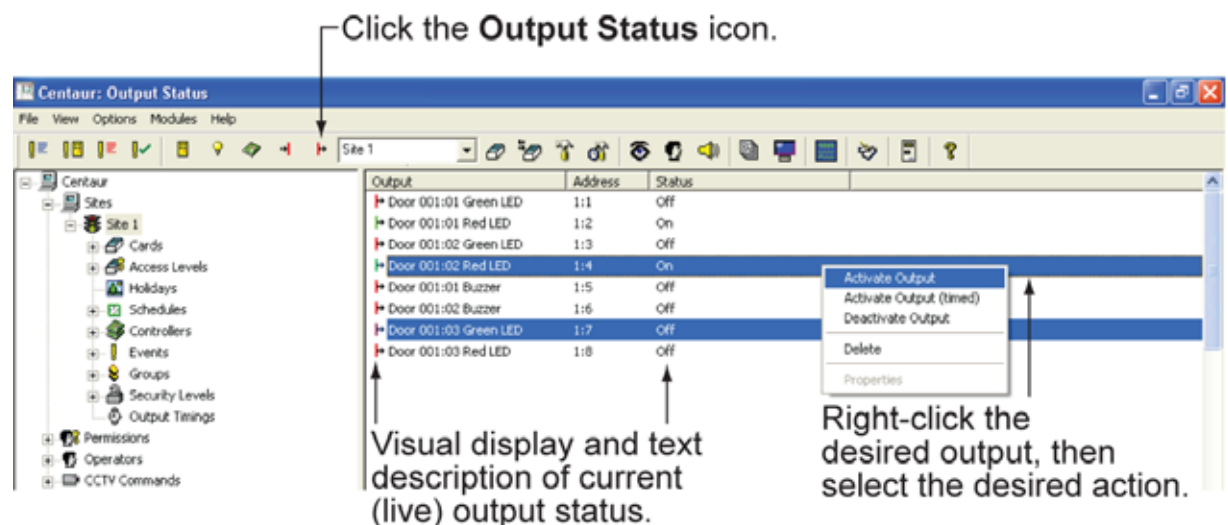 Click the Output Status icon.
Centaur: Output Status
File View Options Modules Help
Site 1
Centaur
Sites
Site 1
Cards
Access Levels
Holidays
Schedules
Controllers
Events
Groups
Security Levels
Output Timings
Permissions
Operators
CCTV Commands
Output Address Status
Door 001:01 Green LED 1:1 Off
Door 001:01 Red LED 1:2 On
Door 001:02 Green LED 1:3 Off
Door 001:02 Red LED 1:4 On
Door 001:01 Buzzer 1:5 Off
Door 001:02 Buzzer 1:6 Off
Door 001:03 Green LED 1:7 Off
Door 001:03 Red LED 1:8 Off
Activate Output
Activate Output (timed)
Deactivate Output
Delete
Properties
Visual display and text
description of current
(live) output status.
Right-click the
desired output, then
select the desired action.